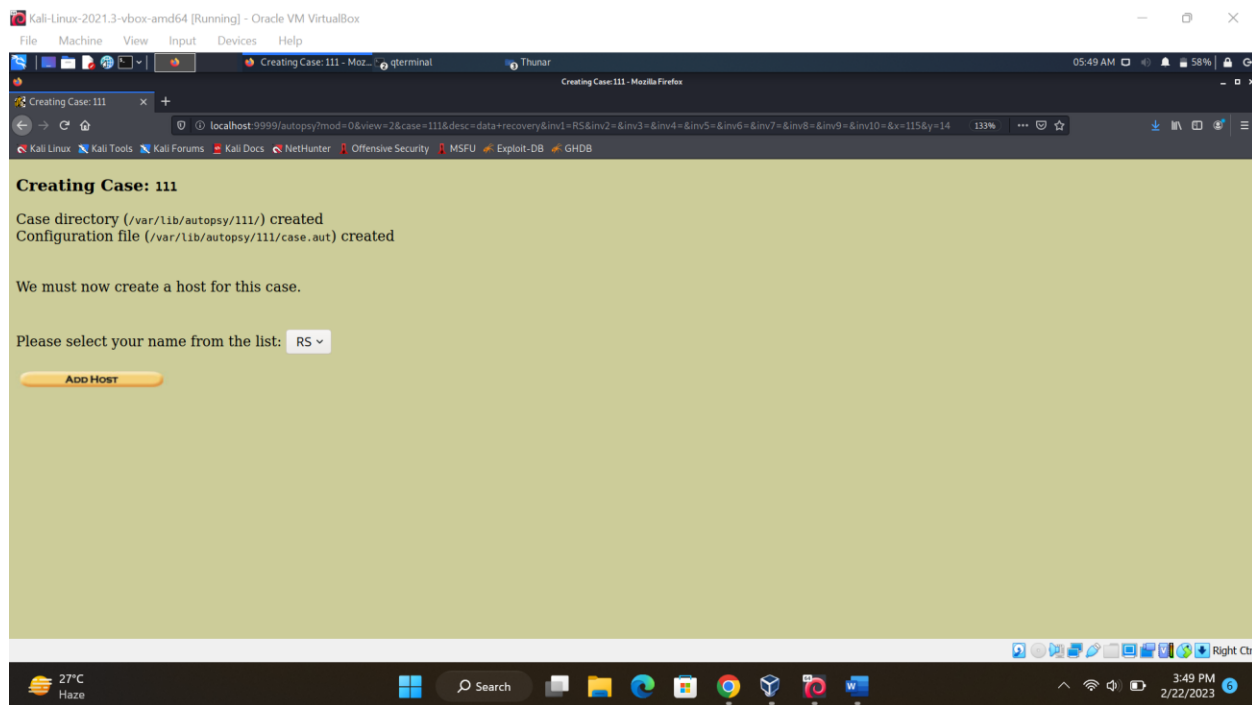 Kali-Linux-2021.3-vbox-amd64 [Running] - Oracle VM VirtualBox
File Machine View Input Devices Help
Creating Case: 111 - Moz... qterminal Thunar 05:49 AM 58%
Creating Case: 111 - Mozilla Firefox
Creating Case: 111
localhost:9999/autopsy?mod=0&view=2&case=111&desc=data+recovery&inv1=RS&inv2=&inv3=&inv4=&inv5=&inv6=&inv7=&inv8=&inv9=&inv10=&x=115&y=14 133%
Kali Linux Kali Tools Kali Forums Kali Docs NetHunter Offensive Security MSFU Exploit-DB GHDB
Creating Case: 111
Case directory (/var/lib/autopsy/111/) created
Configuration file (/var/lib/autopsy/111/case.aut) created
We must now create a host for this case.
Please select your name from the list: RS
ADD HOST
Right Ctr
27°C
Haze
Search
3:49 PM
2/22/2023
6